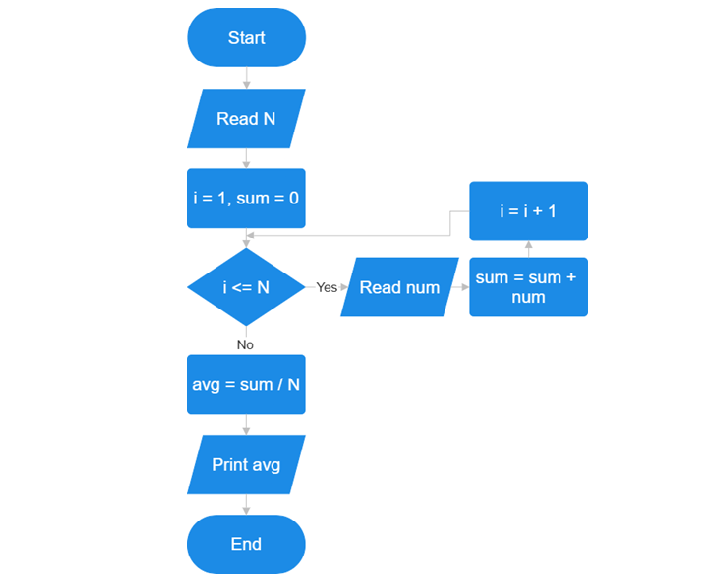 Start
Read N
i = 1, sum = 0
i = i + 1
i <= N
Yes
Read num
sum = sum +
num
No
avg = sum / N
Print avg
End